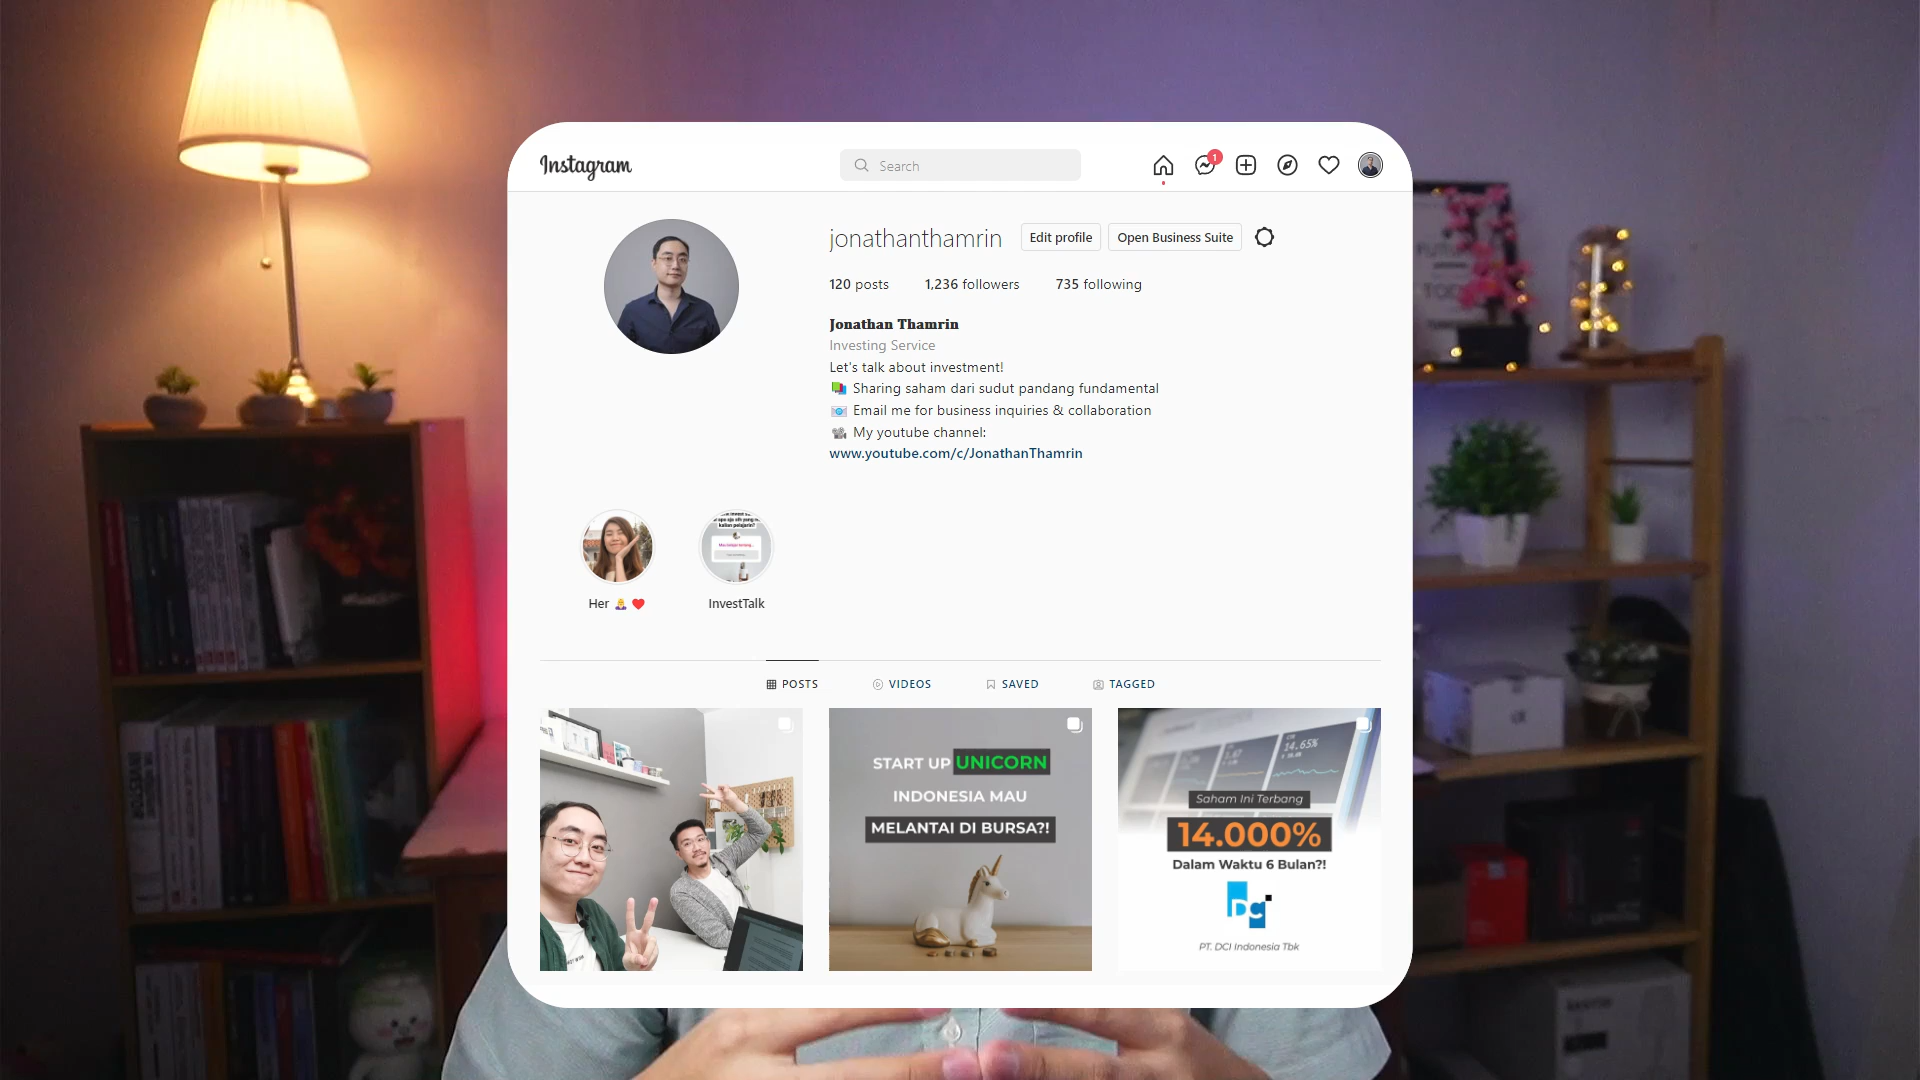 Instagram
Search
1
jonathanthamrin
Edit profile
Open Business Suite
120 posts
1,236 followers
735 following
Jonathan Thamrin
Investing Service
Let's talk about investment!
Sharing saham dari sudut pandang fundamental
Email me for business inquiries & collaboration
My youtube channel:
www.youtube.com/c/JonathanThamrin
Her
InvestTalk
POSTS
VIDEOS
SAVED
TAGGED
START UP UNICORN
INDONESIA MAU
MELANTAI DI BURSA?!
14.65%
Saham Ini Terbang
14.000%
Dalam Waktu 6 Bulan?!
PT. DCI Indonesia Tbk